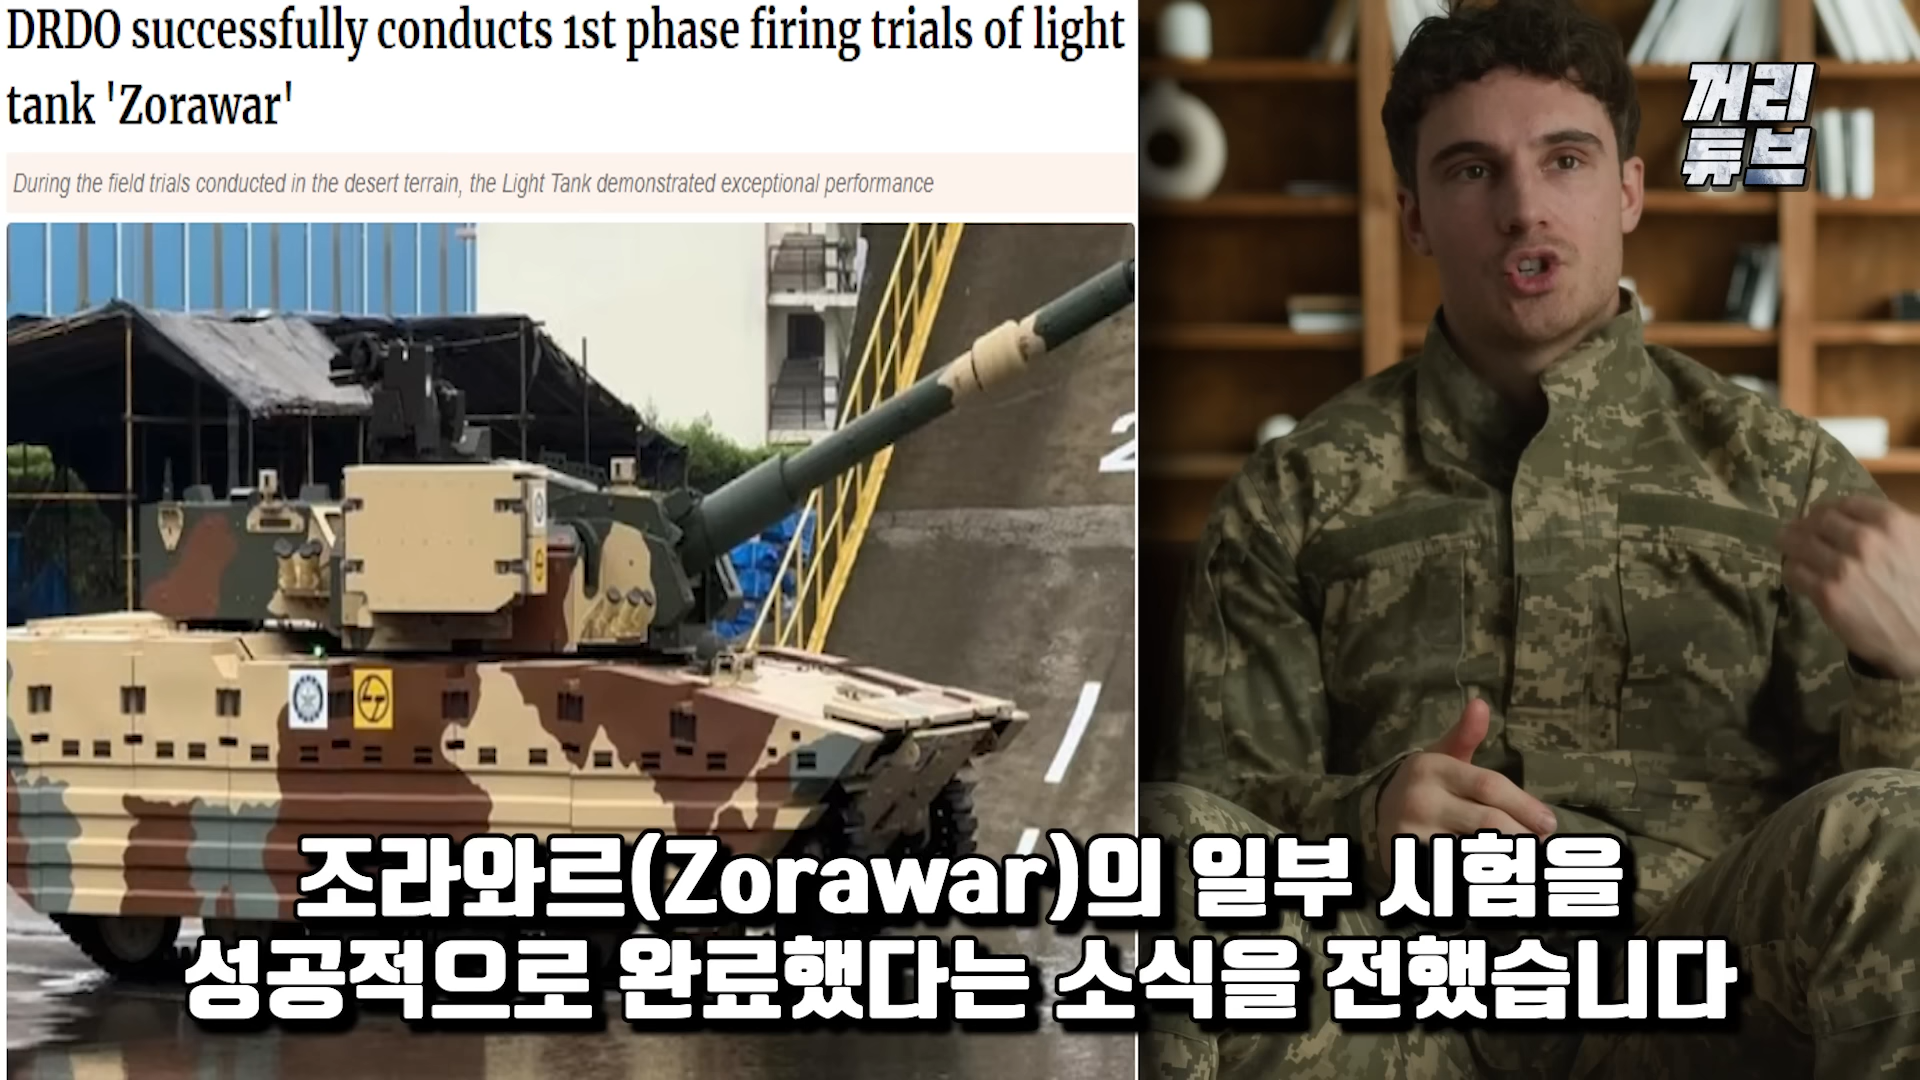 DRDO successfully conducts 1st phase firing trials of light
tank 'Zorawar'
During the field trials conducted in the desert terrain, the Light Tank demonstrated exceptional performance
꺼리
튜브
2
조라와르(Zorawar)의 일부 시험을
성공적으로 완료했다는 소식을 전했습니다